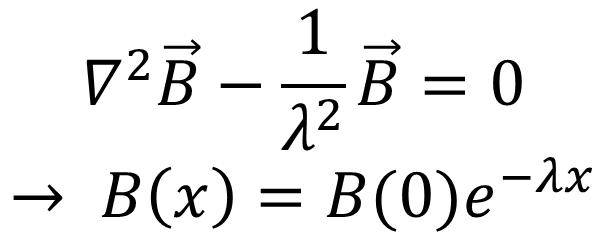 ∇²B⃗ − 1/λ² B⃗ = 0
→ B(x) = B(0)e^{−λx}